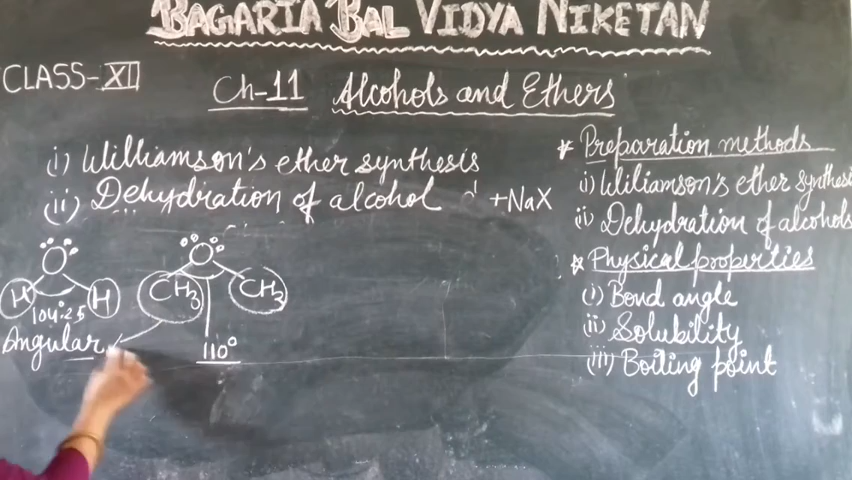 BAGARIA BAL VIDYA NIKETAN
CLASS-XII
Ch-11 Alcohols and Ethers
(i) Williamson's ether synthesis
(ii) Dehydration of alcohol +NaX
O
H H
104°.25
Angular
O
CH3 CH3
110°
* Preparation methods
(i) Wiliamson's ether synthesis
(ii) Dehydration of alcohols
* Physical properties
(i) Bond angle
(ii) Solubility
(iii) Boiling point